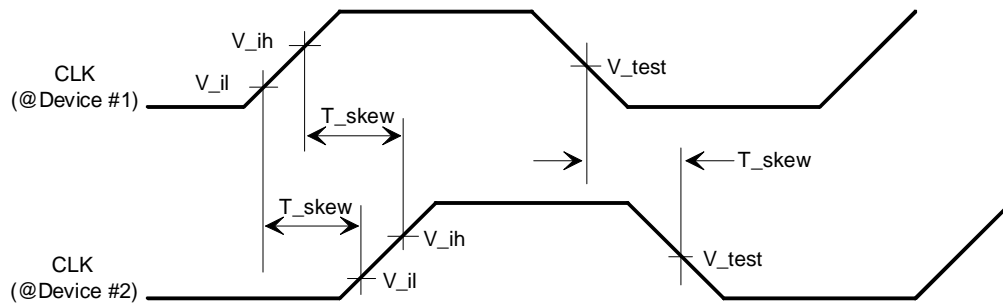 V_ih
CLK
(@Device #1)
V_il
V_test
T_skew
T_skew
T_skew
V_ih
CLK
(@Device #2)
V_il
V_test